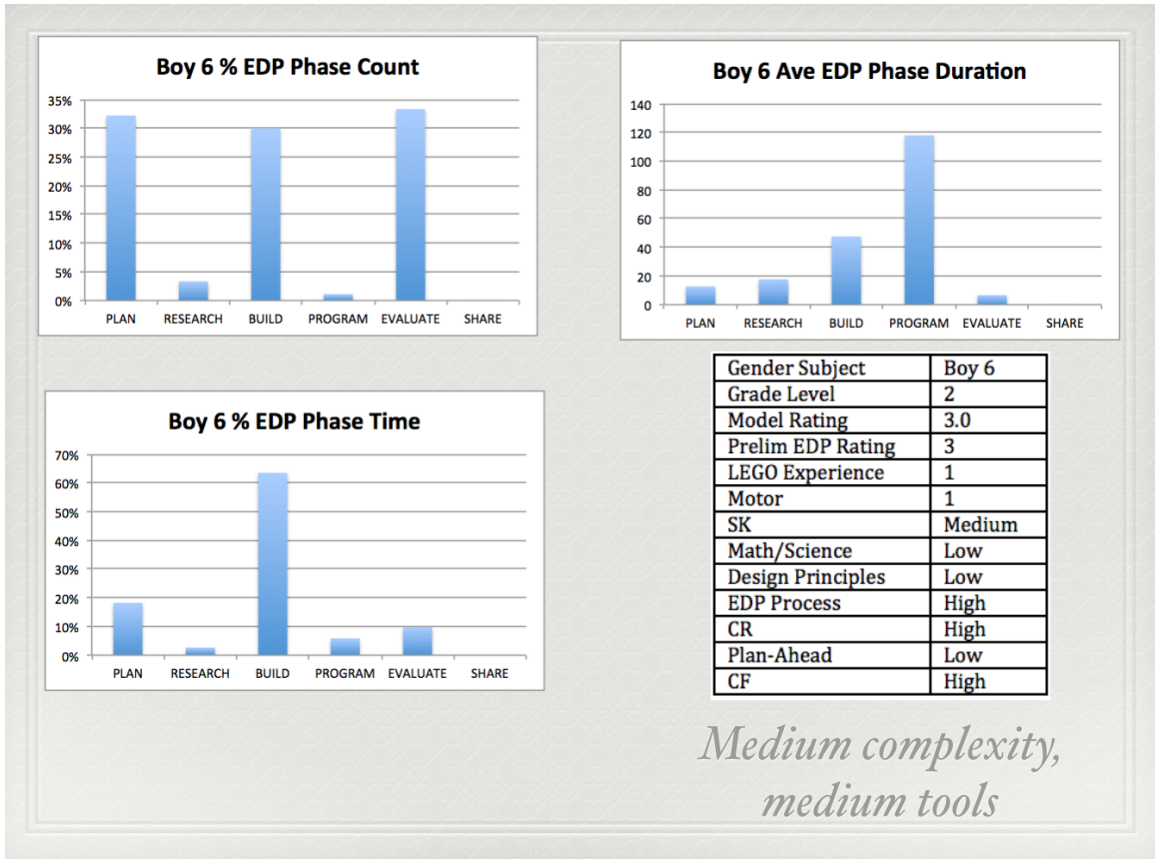 Boy 6 % EDP Phase Count
35%
30%
25%
20%
15%
10%
5%
0%
PLAN RESEARCH BUILD PROGRAM EVALUATE SHARE
Boy 6 Ave EDP Phase Duration
140
120
100
80
60
40
20
0
PLAN RESEARCH BUILD PROGRAM EVALUATE SHARE
Boy 6 % EDP Phase Time
70%
60%
50%
40%
30%
20%
10%
0%
PLAN RESEARCH BUILD PROGRAM EVALUATE SHARE
Gender Subject Boy 6
Grade Level 2
Model Rating 3.0
Prelim EDP Rating 3
LEGO Experience 1
Motor 1
SK Medium
Math/Science Low
Design Principles Low
EDP Process High
CR High
Plan-Ahead Low
CF High
Medium complexity,
medium tools